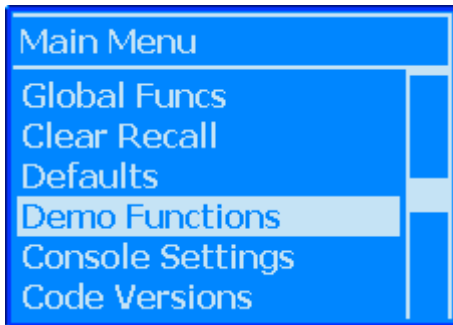 Main Menu
Global Funcs
Clear Recall
Defaults
Demo Functions
Console Settings
Code Versions